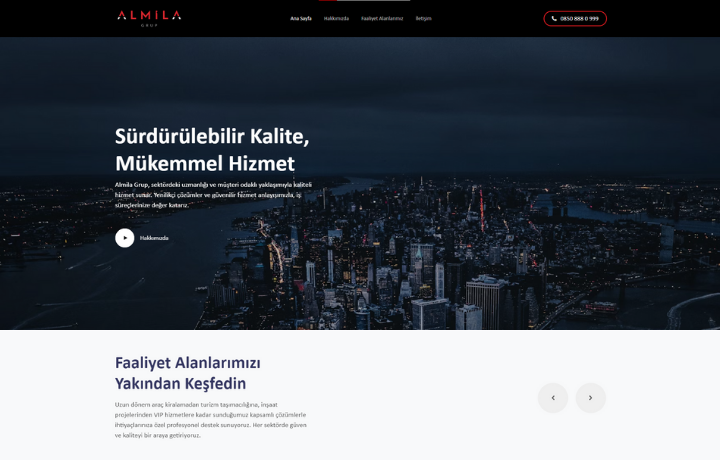 ALMILA
GRUP
Ana Sayfa
Hakkımızda
Faaliyet Alanlarımız
İletişim
0850 888 0 999
Sürdürülebilir Kalite,
Mükemmel Hizmet
Almila Grup, sektördeki uzmanlığı ve müşteri odaklı yaklaşımıyla kaliteli
hizmet sunar. Yenilikçi çözümler ve güvenilir hizmet anlayışımızla, iş
süreçlerinize değer katarız.
Hakkımızda
Faaliyet Alanlarımızı
Yakından Keşfedin
Uzun dönem araç kiralamadan turizm taşımacılığına, inşaat
projelerinden VIP hizmetlere kadar sunduğumuz kapsamlı çözümlerle
ihtiyaçlarınıza özel profesyonel destek sunuyoruz. Her sektörde güven
ve kaliteyi bir araya getiriyoruz.